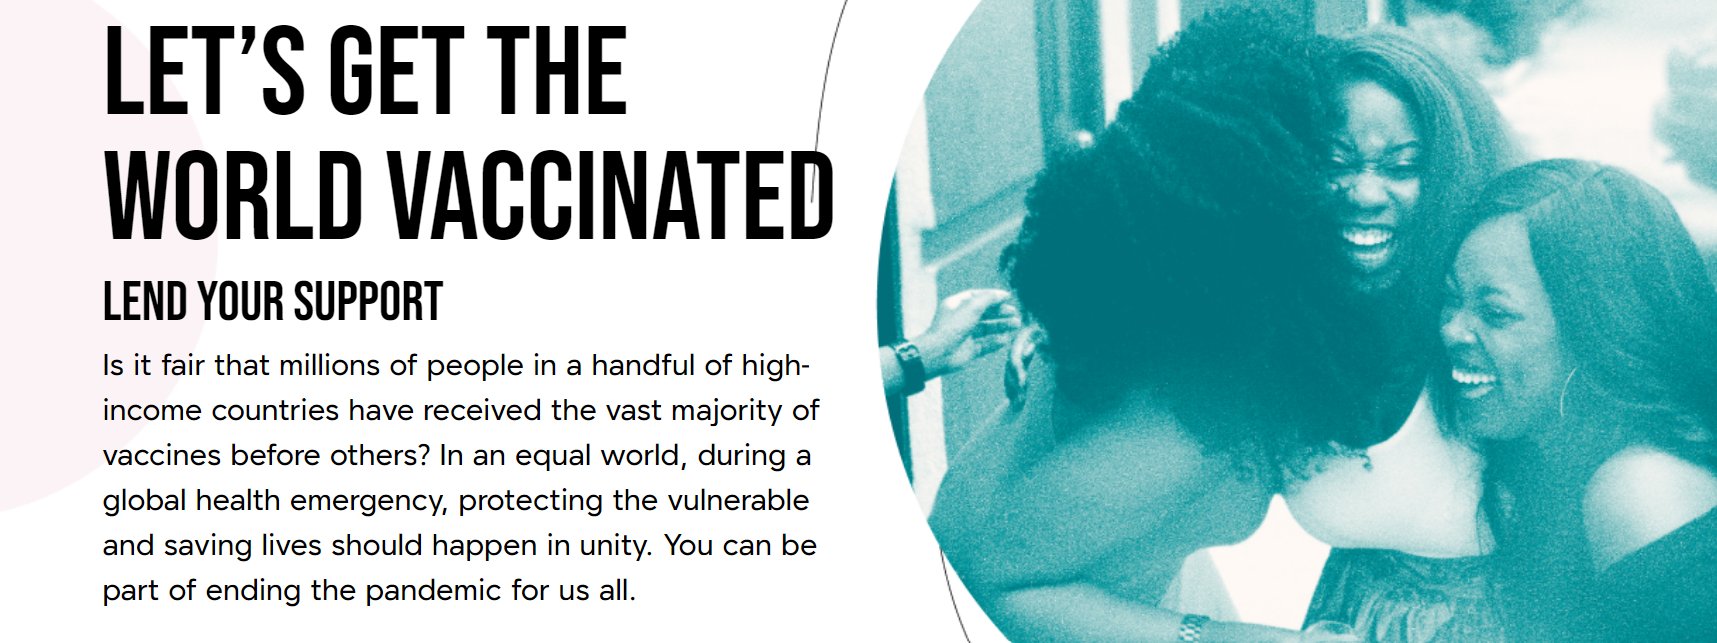 LET’S GET THE
WORLD VACCINATED
LEND YOUR SUPPORT
Is it fair that millions of people in a handful of high-
income countries have received the vast majority of
vaccines before others? In an equal world, during a
global health emergency, protecting the vulnerable
and saving lives should happen in unity. You can be
part of ending the pandemic for us all.